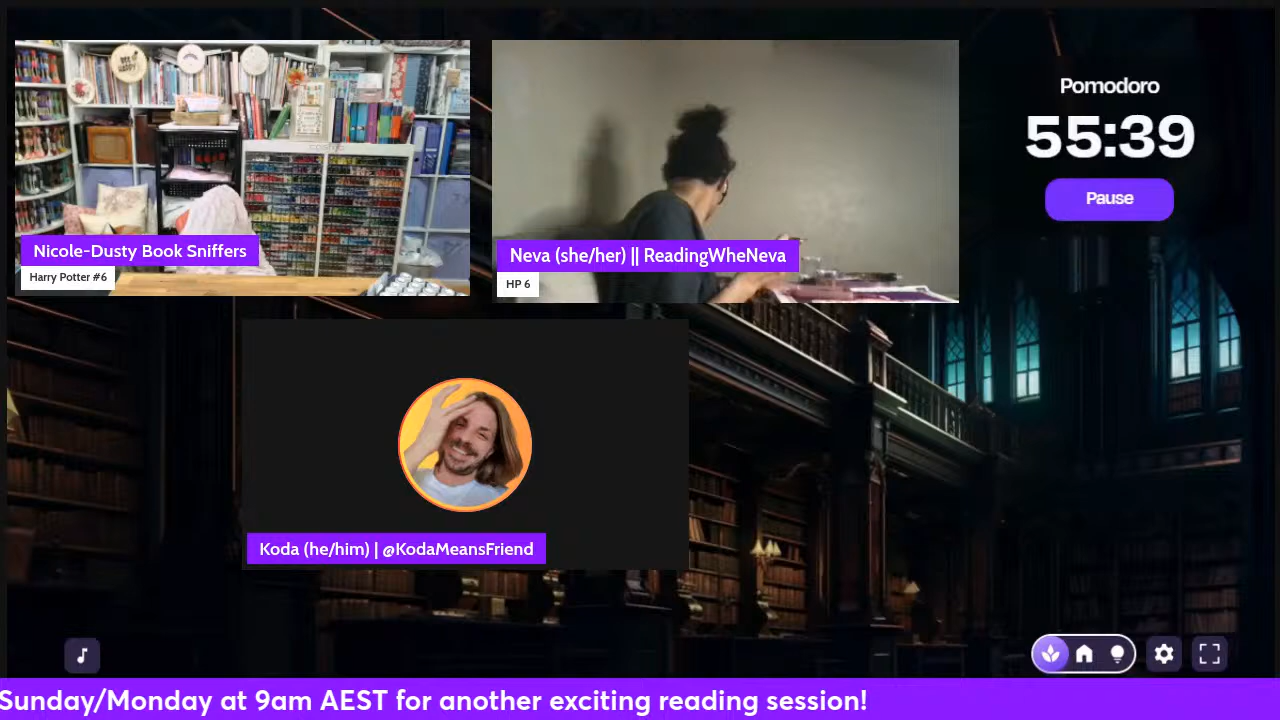 Nicole-Dusty Book Sniffers
Harry Potter #6
Neva (she/her) || ReadingWheNeva
HP 6
Pomodoro
55:39
Pause
Koda (he/him) | @KodaMeansFriend
Sunday/Monday at 9am AEST for another exciting reading session!